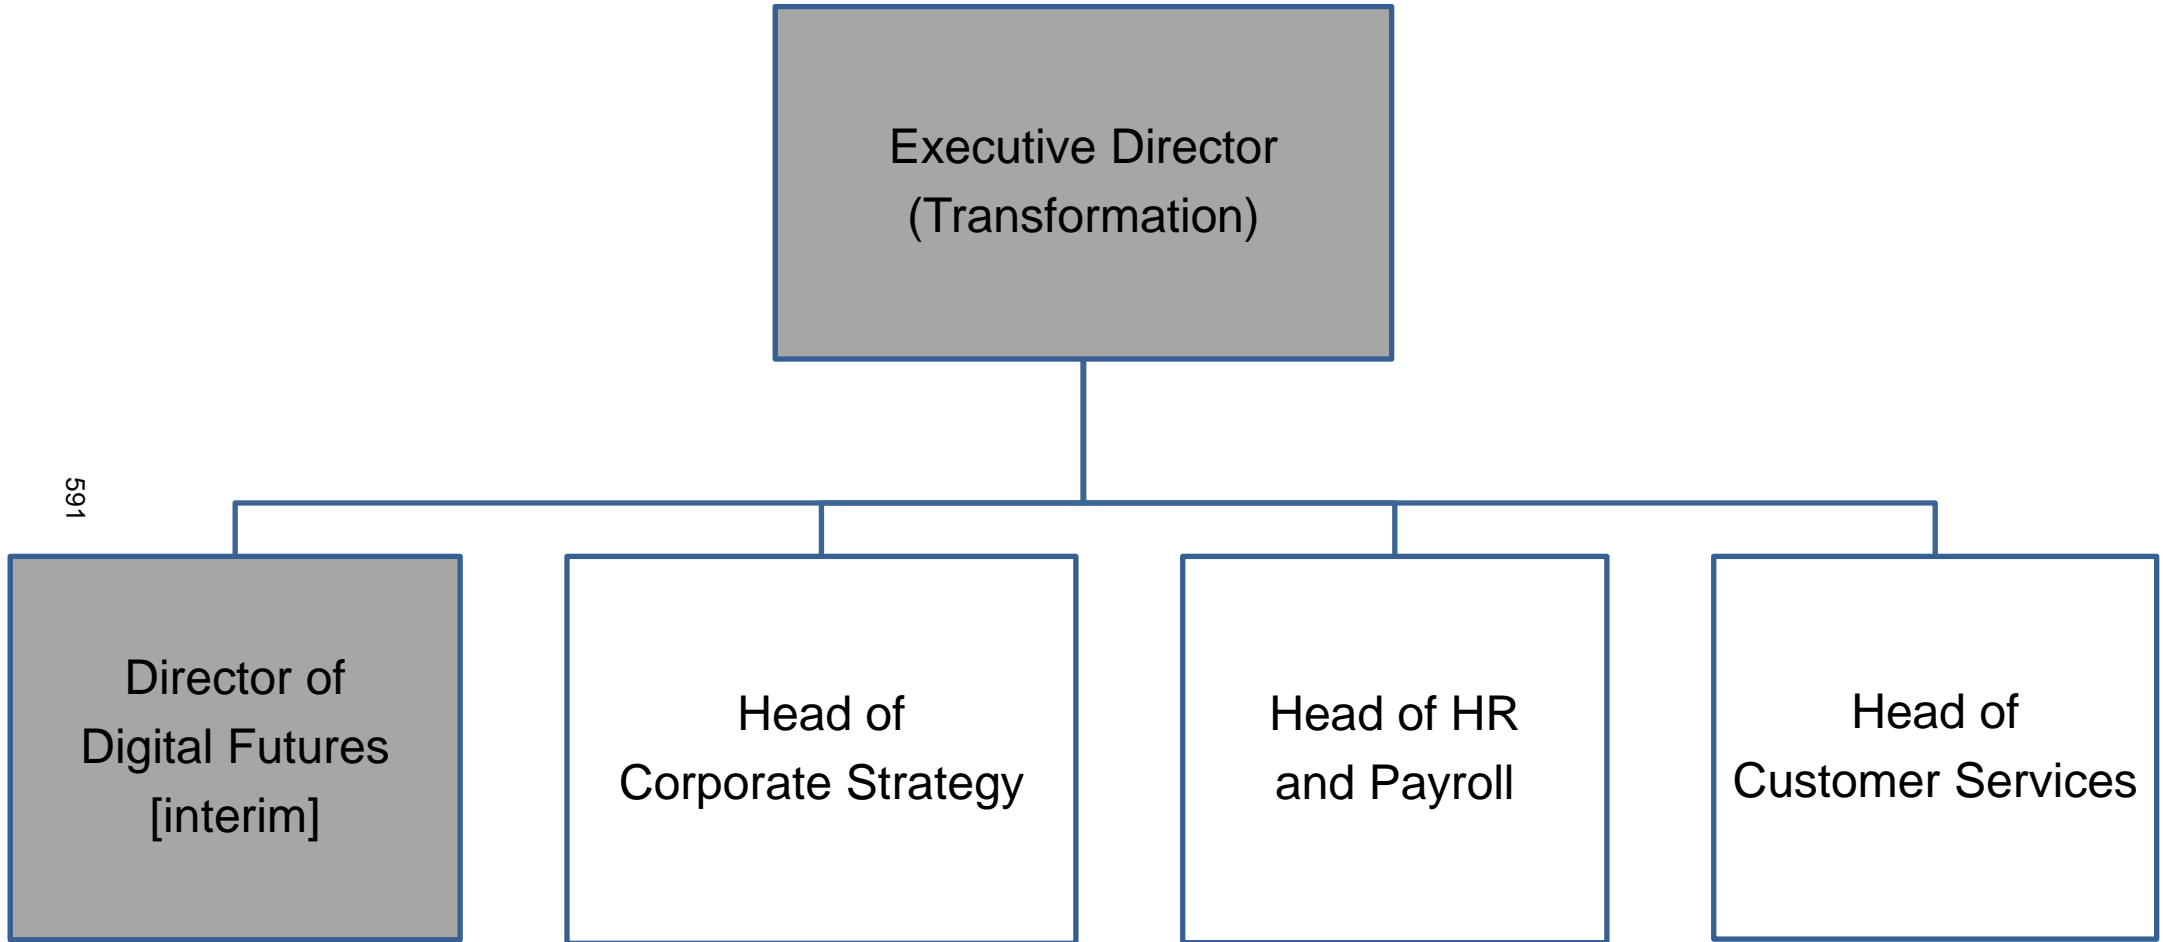 Executive Director
(Transformation)
591
Director of
Digital Futures
[interim]
Head of
Corporate Strategy
Head of HR
and Payroll
Head of
Customer Services